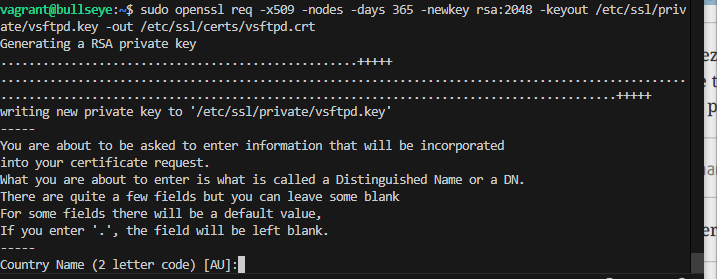 vagrant@bullseye:~$ sudo openssl req -x509 -nodes -days 365 -newkey rsa:2048 -keyout /etc/ssl/priv
ate/vsftpd.key -out /etc/ssl/certs/vsftpd.crt
Generating a RSA private key
...................................................+++++
..................................................................................................
............................................................................................+++++
writing new private key to '/etc/ssl/private/vsftpd.key'
-----
You are about to be asked to enter information that will be incorporated
into your certificate request.
What you are about to enter is what is called a Distinguished Name or a DN.
There are quite a few fields but you can leave some blank
For some fields there will be a default value,
If you enter '.', the field will be left blank.
-----
Country Name (2 letter code) [AU]: